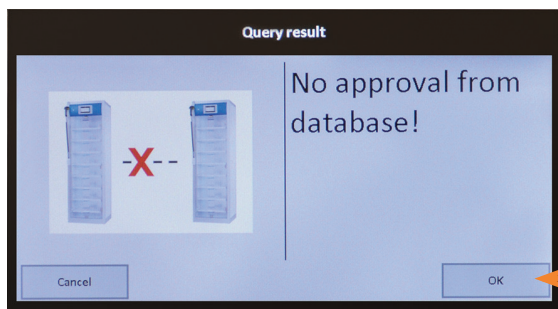 Query result
No approval from
database!
X
Cancel
OK